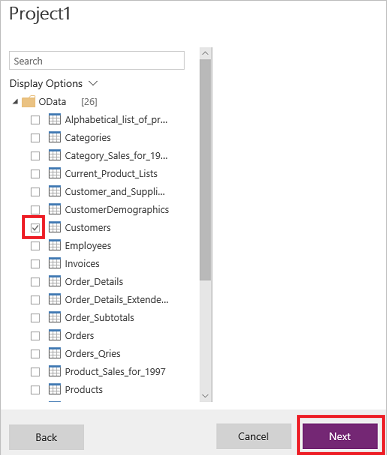 Project1
Search
Display Options
OData [26]
Alphabetical_list_of_pr...
Categories
Category_Sales_for_19...
Current_Product_Lists
Customer_and_Suppli...
CustomerDemographics
Customers
Employees
Invoices
Order_Details
Order_Details_Extende...
Order_Subtotals
Orders
Orders_Qries
Product_Sales_for_1997
Products
Back
Cancel
Next